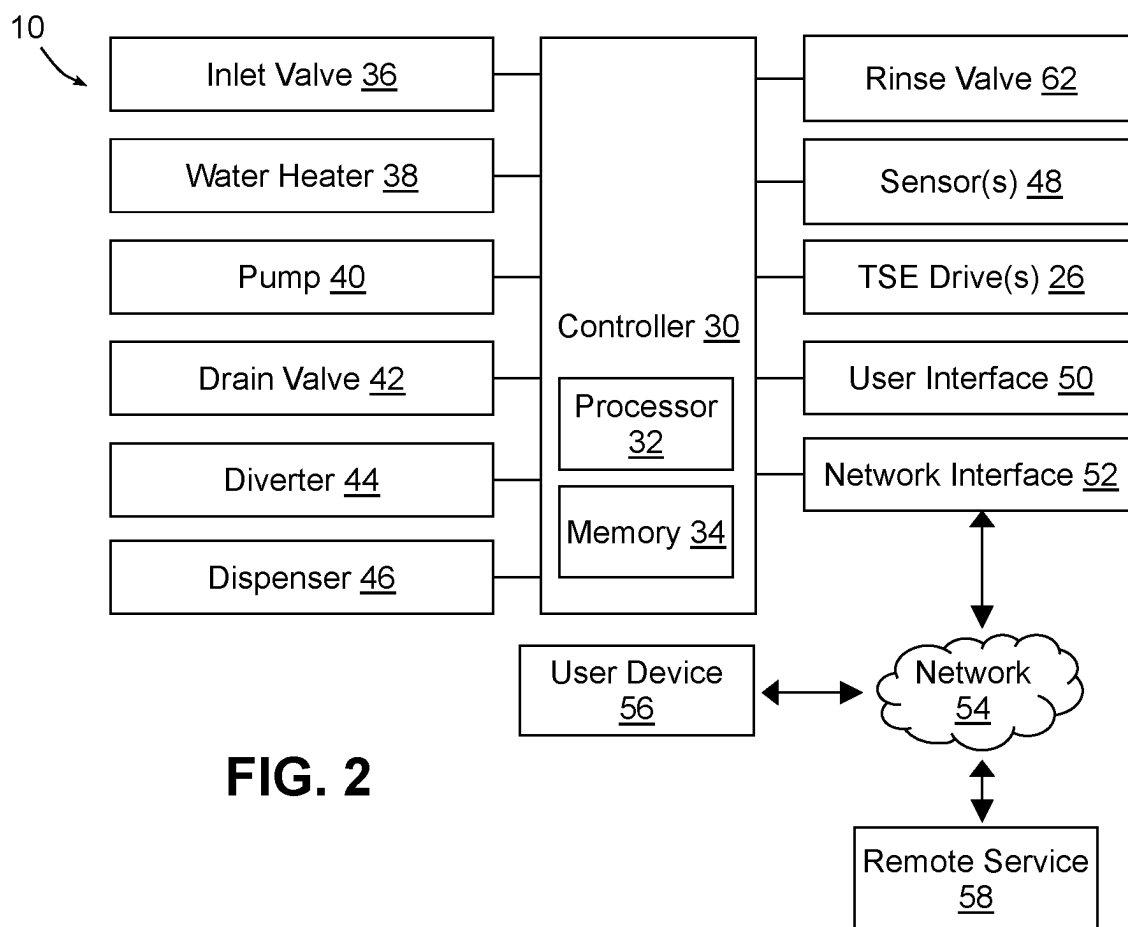 10
Inlet Valve 36
Water Heater 38
Pump 40
Drain Valve 42
Diverter 44
Dispenser 46
Controller 30
Processor
32
Memory 34
Rinse Valve 62
Sensor(s) 48
TSE Drive(s) 26
User Interface 50
Network Interface 52
User Device
56
Network
54
Remote Service
58
FIG. 2